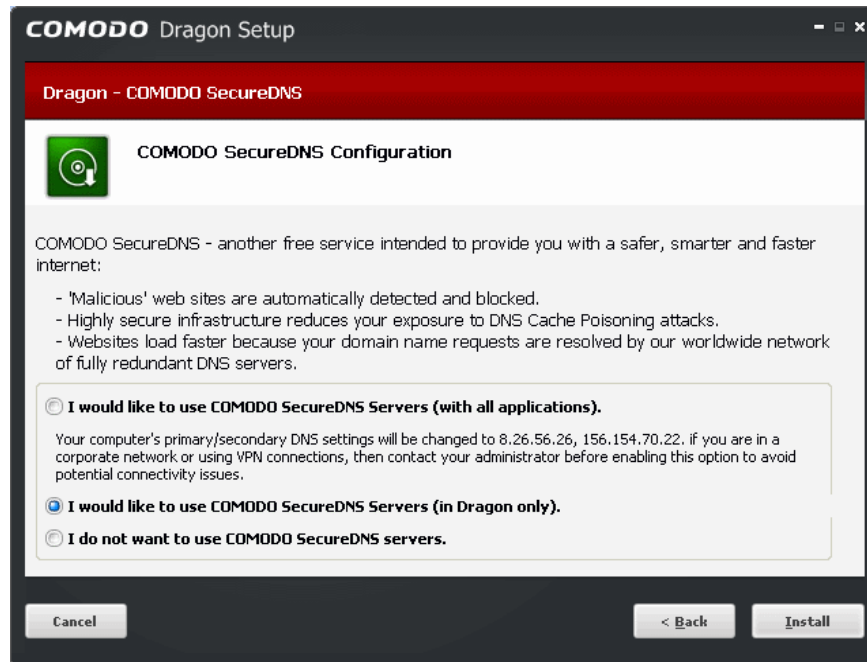 COMODO Dragon Setup
Dragon - COMODO SecureDNS
COMODO SecureDNS Configuration
COMODO SecureDNS - another free service intended to provide you with a safer, smarter and faster
internet:
- 'Malicious' web sites are automatically detected and blocked.
- Highly secure infrastructure reduces your exposure to DNS Cache Poisoning attacks.
- Websites load faster because your domain name requests are resolved by our worldwide network
of fully redundant DNS servers.
I would like to use COMODO SecureDNS Servers (with all applications).
Your computer's primary/secondary DNS settings will be changed to 8.26.56.26, 156.154.70.22. if you are in a
corporate network or using VPN connections, then contact your administrator before enabling this option to avoid
potential connectivity issues.
I would like to use COMODO SecureDNS Servers (in Dragon only).
I do not want to use COMODO SecureDNS servers.
Cancel
< Back
Install